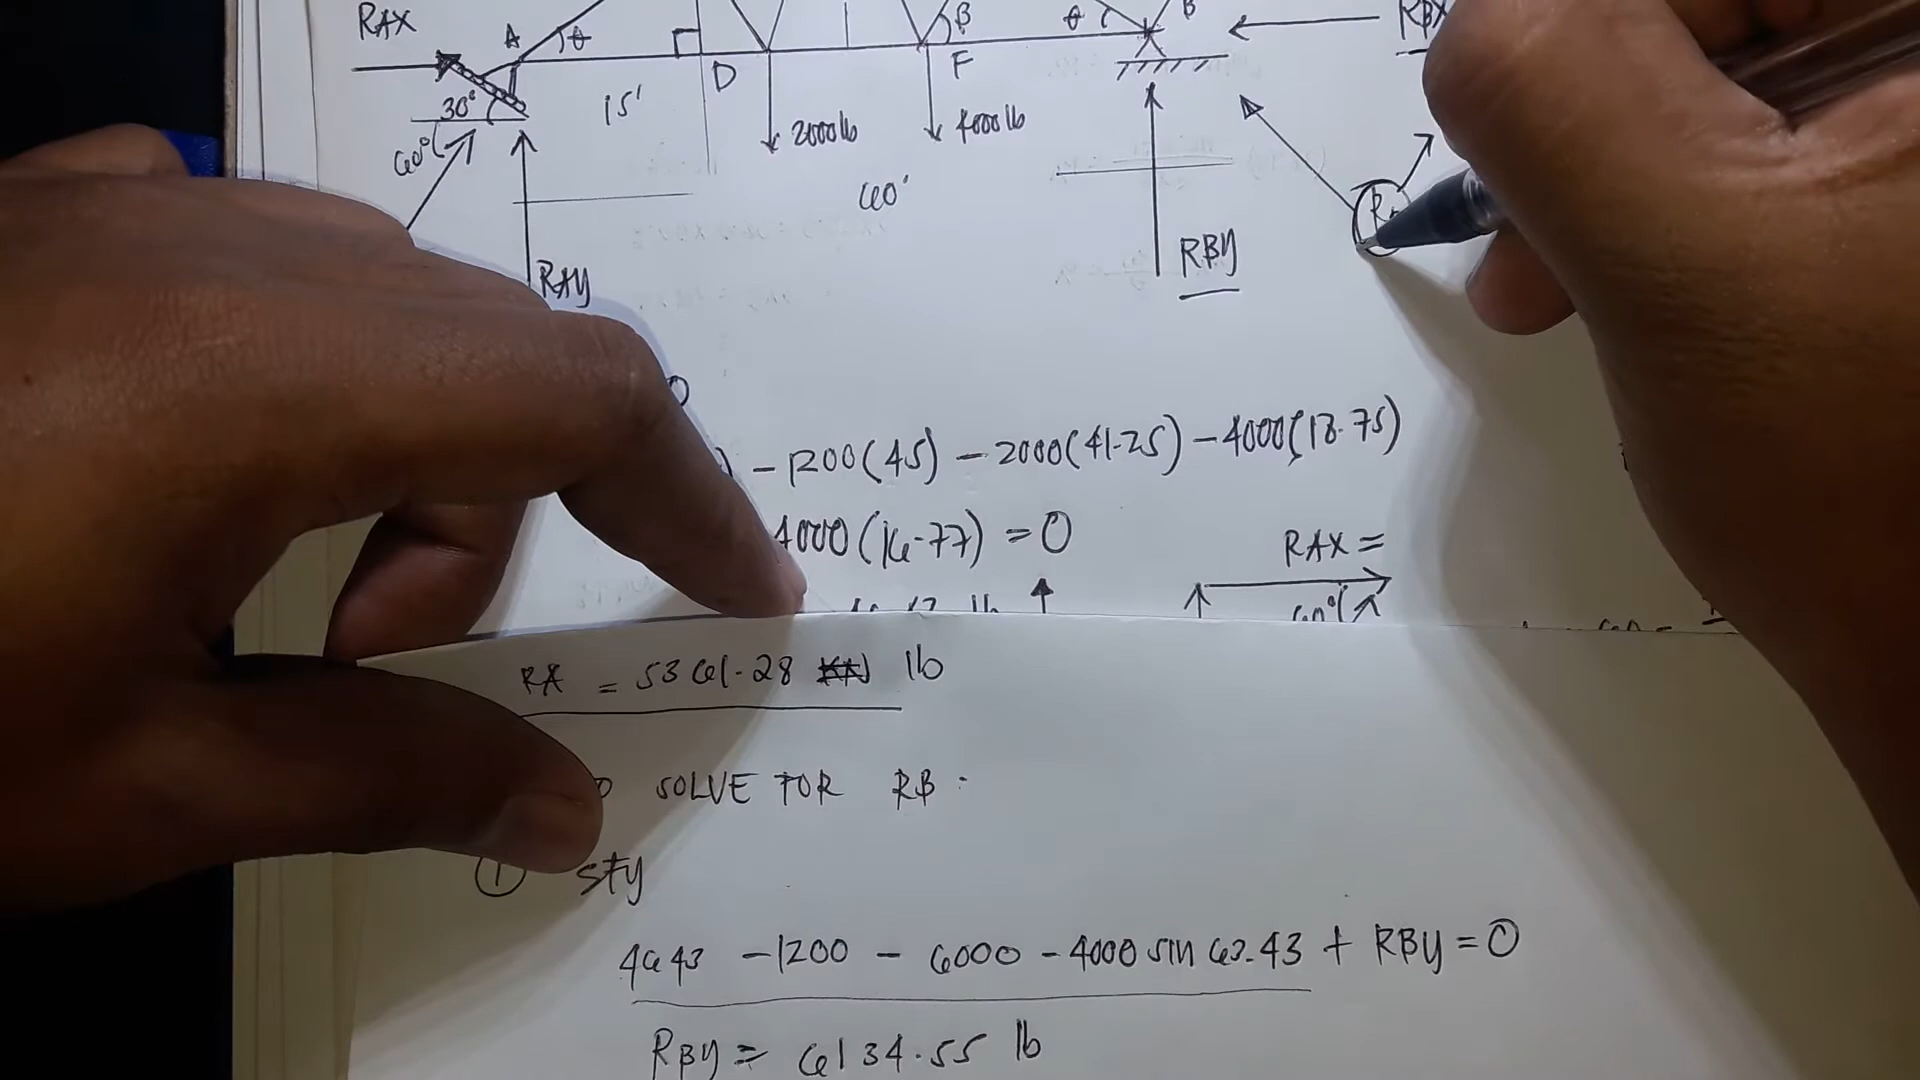 RAX
A θ
β
θ B
RBX
30°
60°
15'
D
F
2000 lb
4000 lb
60'
RAY
RBY
- 1200(45) - 2000(41.25) - 4000(18.75)
4000(16.77) = 0
RAX =
lb
60°
RA = 5361.28 lb
SOLVE FOR RB :
① Σfy
4643 - 1200 - 6000 - 4000 sin 63.43 + RBY = 0
RBY = 6134.55 lb